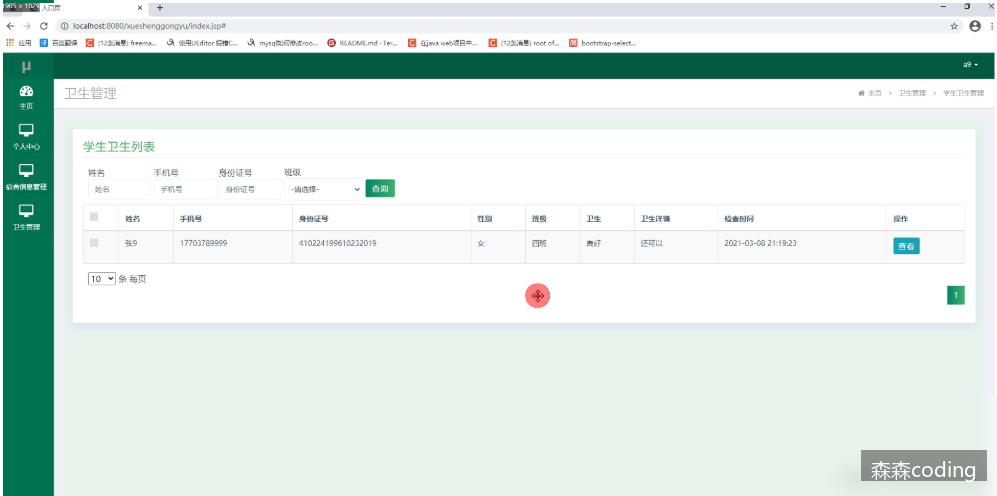 1905 x 1029
人口页
localhost:8080/xueshenggongyu/index.jsp#
应用 百度翻译 (12条消息) freema... 使用UEditor 报错C... mysql如何修改roo... README.md · Ter... 在java web项目中... (12条消息) root of... bootstrap-select...
μ
a9
主页
个人中心
宿舍信息管理
卫生管理
卫生管理
主页 > 卫生管理 > 学生卫生管理
学生卫生列表
姓名 手机号 身份证号 班级
姓名 手机号 身份证号 -请选择- 查询
姓名 手机号 身份证号 性别 班级 卫生 卫生详情 检查时间 操作
张9 17703789999 410224199610232019 女 四班 良好 还可以 2021-03-08 21:19:23 查看
10 条 每页
1
森森coding